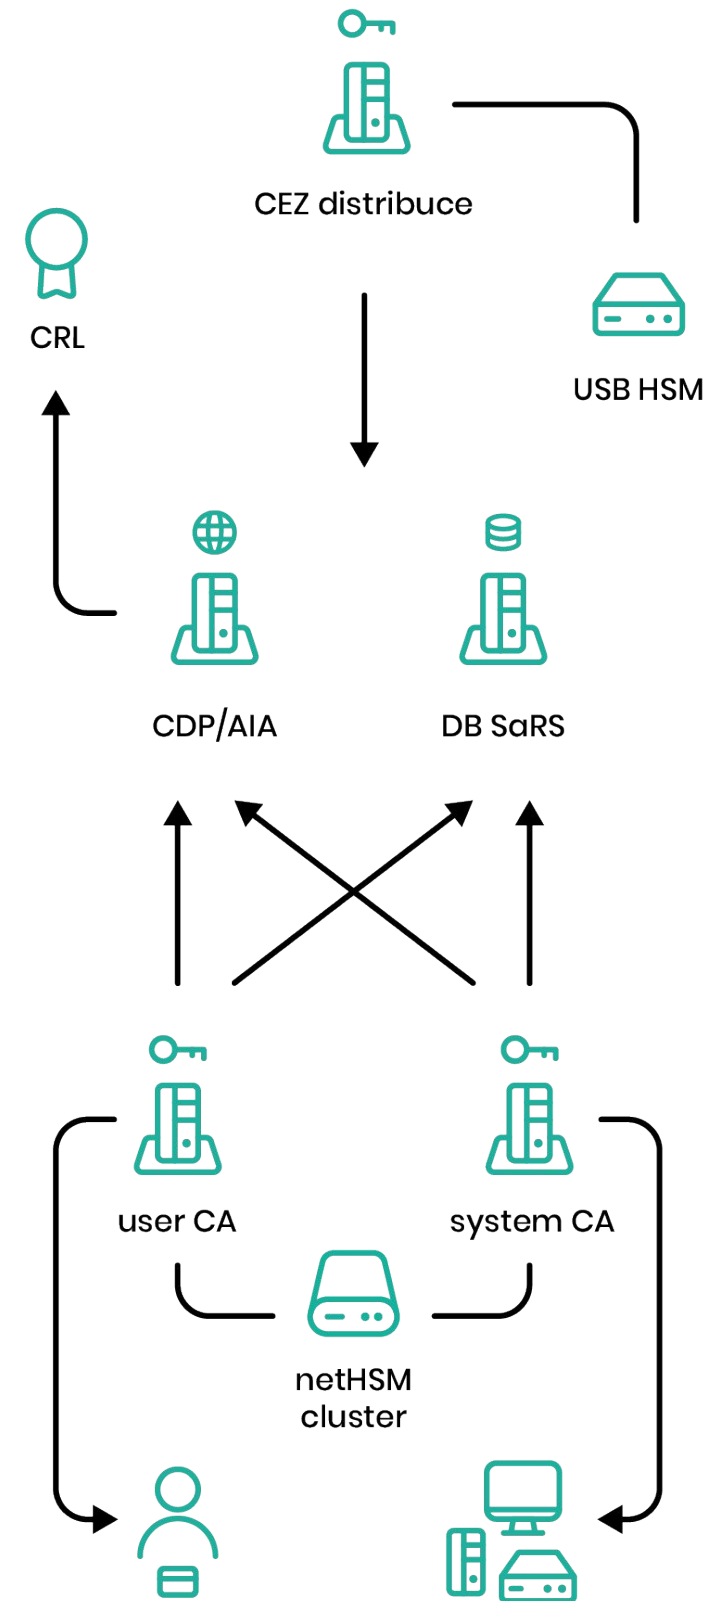 CEZ distribuce
CRL
USB HSM
CDP/AIA
DB SaRS
user CA
system CA
netHSM
cluster